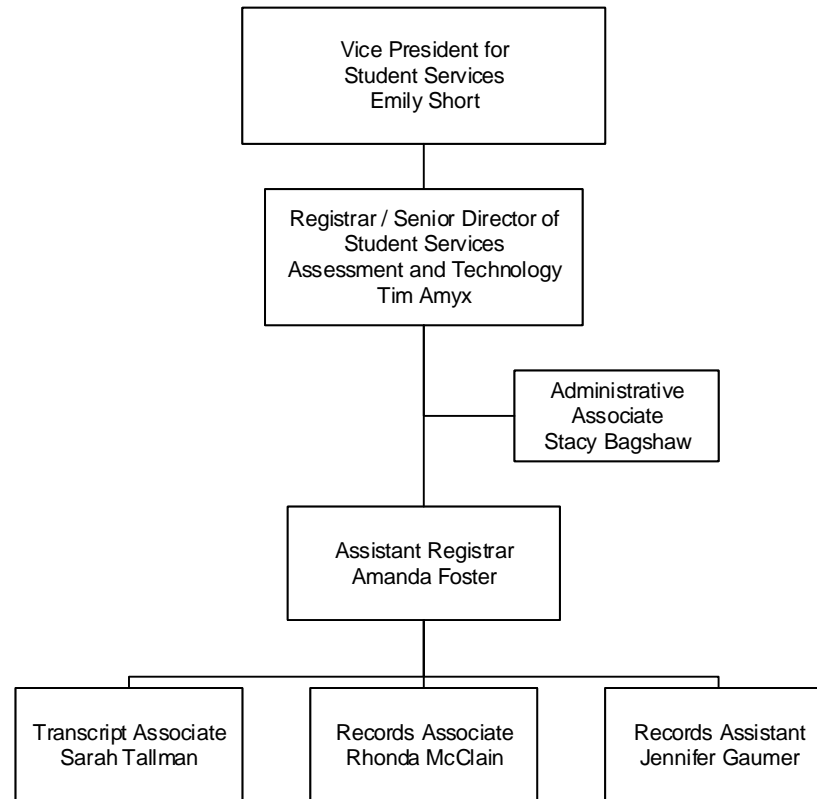 Vice President for
Student Services
Emily Short
Registrar / Senior Director of
Student Services
Assessment and Technology
Tim Amyx
Administrative
Associate
Stacy Bagshaw
Assistant Registrar
Amanda Foster
Transcript Associate
Sarah Tallman
Records Associate
Rhonda McClain
Records Assistant
Jennifer Gaumer